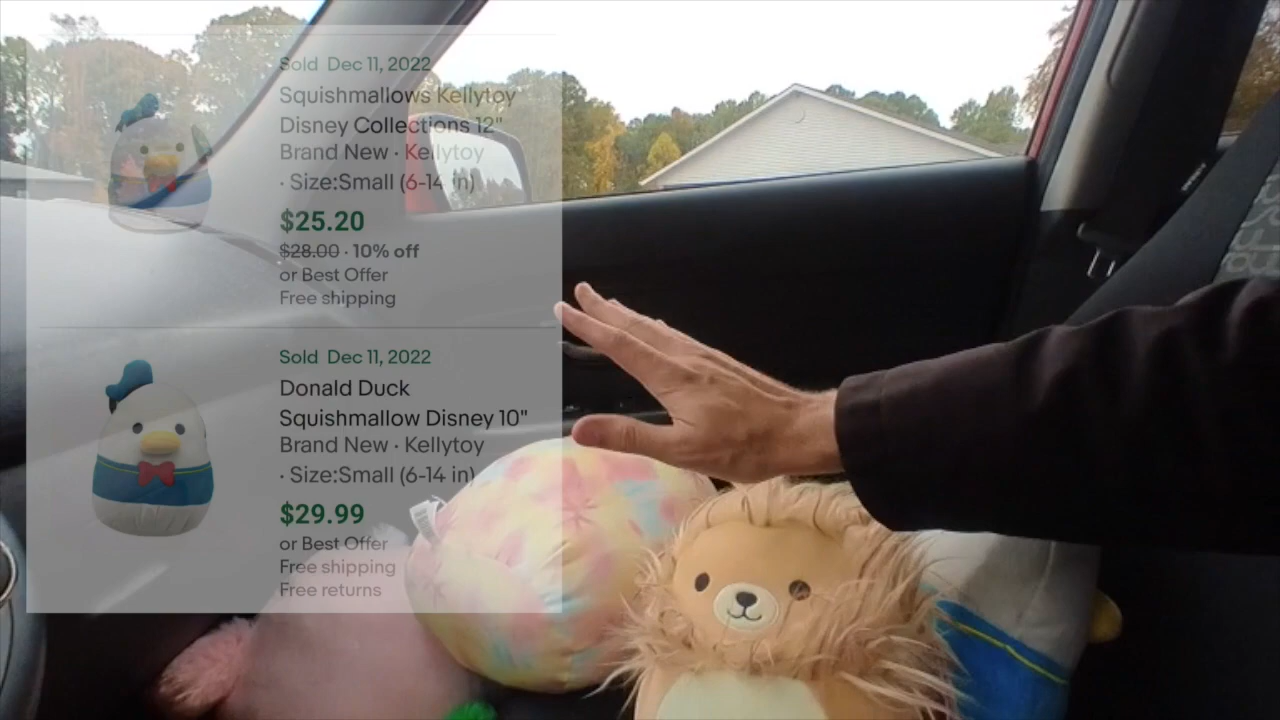 Sold Dec 11, 2022
Squishmallows Kellytoy
Disney Collections 12"
Brand New · Kellytoy
· Size:Small (6-14 in)
$25.20
$28.00 · 10% off
or Best Offer
Free shipping
Sold Dec 11, 2022
Donald Duck
Squishmallow Disney 10"
Brand New · Kellytoy
· Size:Small (6-14 in)
$29.99
or Best Offer
Free shipping
Free returns